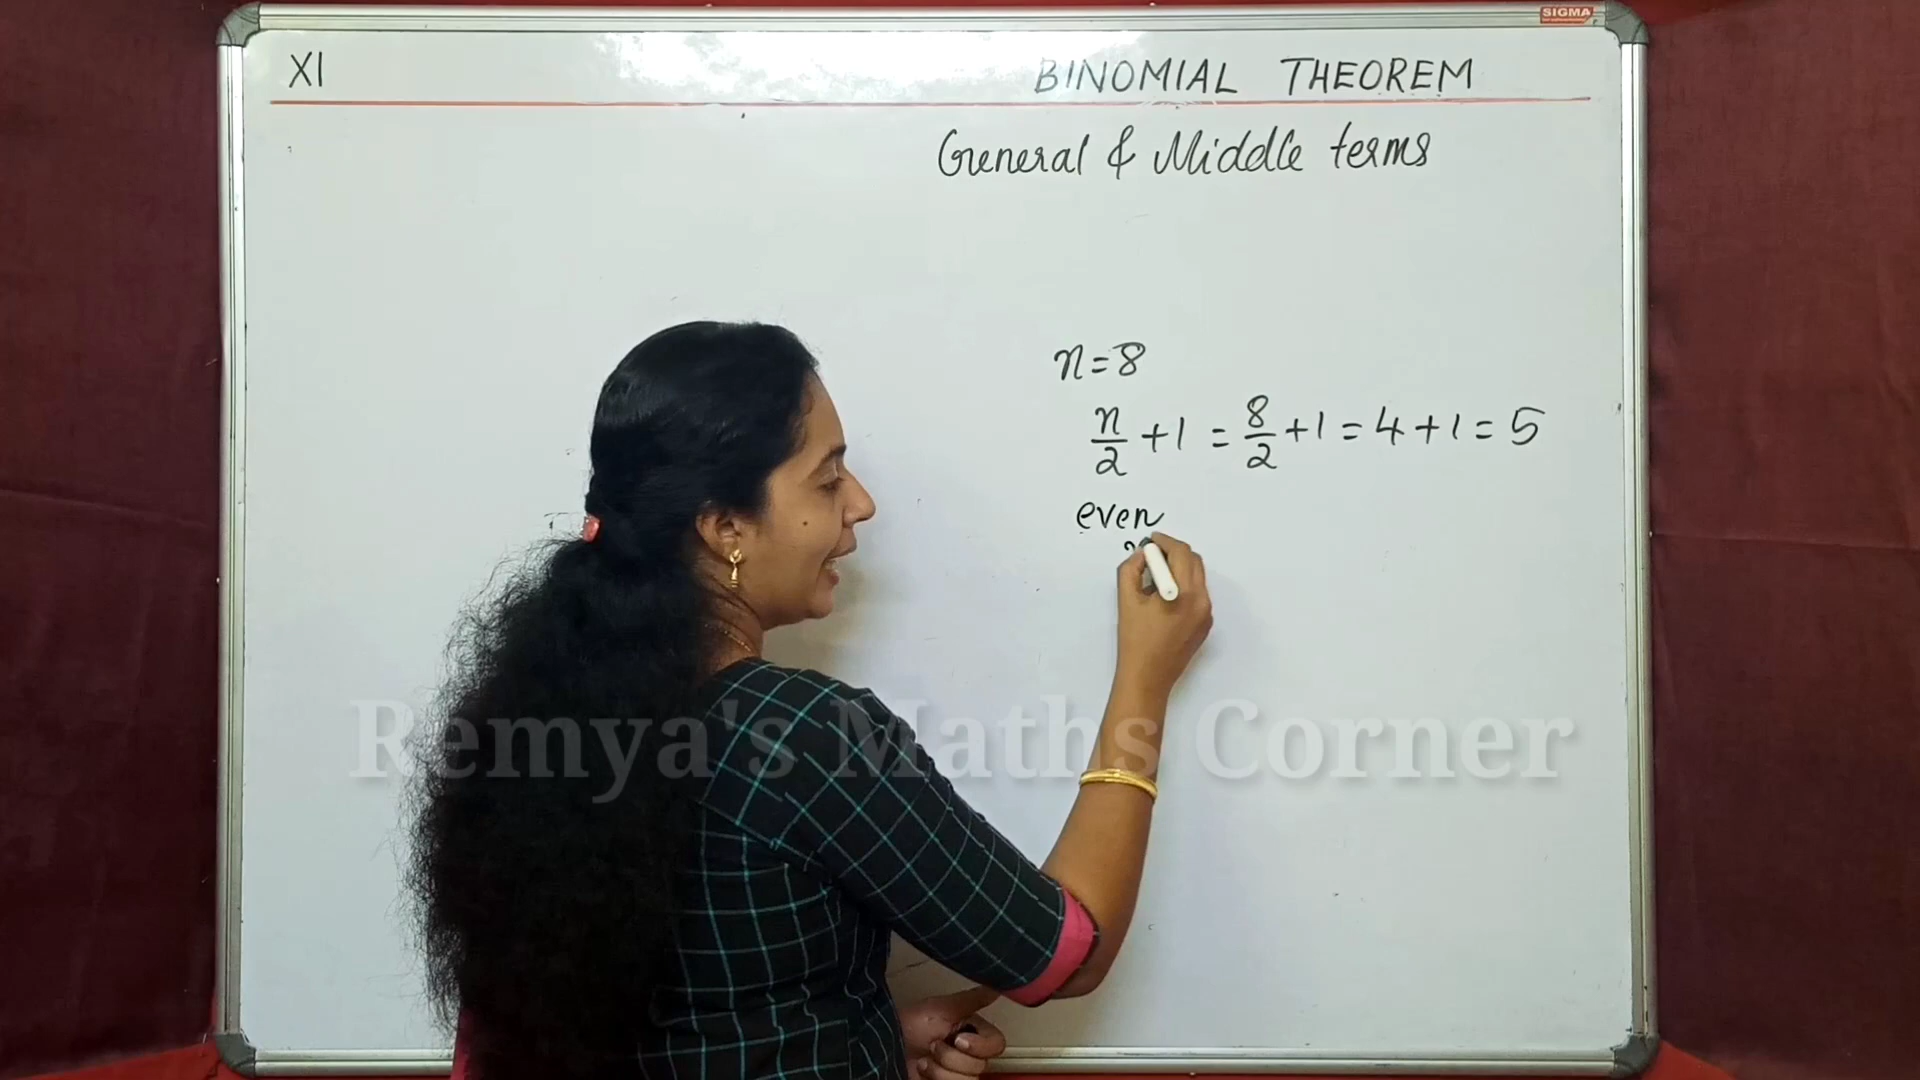 SIGMA
XI BINOMIAL THEOREM
General & Middle terms
n = 8
n/2 + 1 = 8/2 + 1 = 4 + 1 = 5
even
Remya's Maths Corner